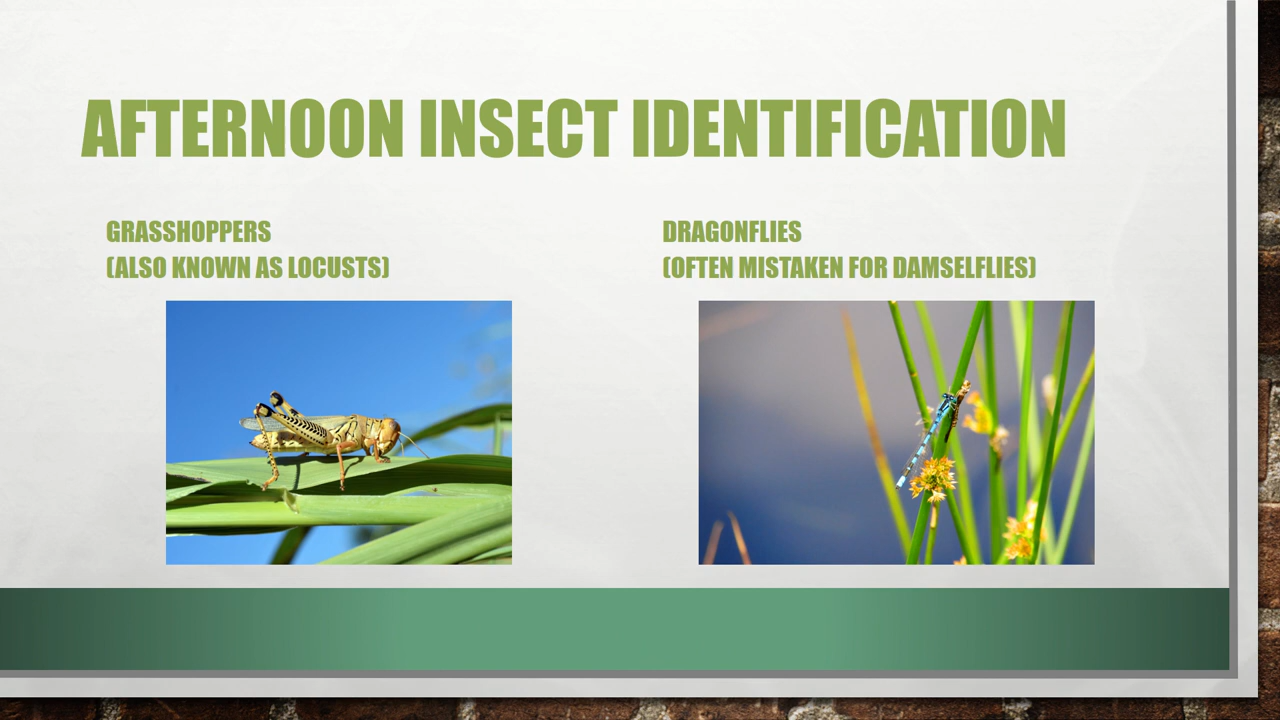 AFTERNOON INSECT IDENTIFICATION
GRASSHOPPERS
(ALSO KNOWN AS LOCUSTS)
DRAGONFLIES
(OFTEN MISTAKEN FOR DAMSELFLIES)